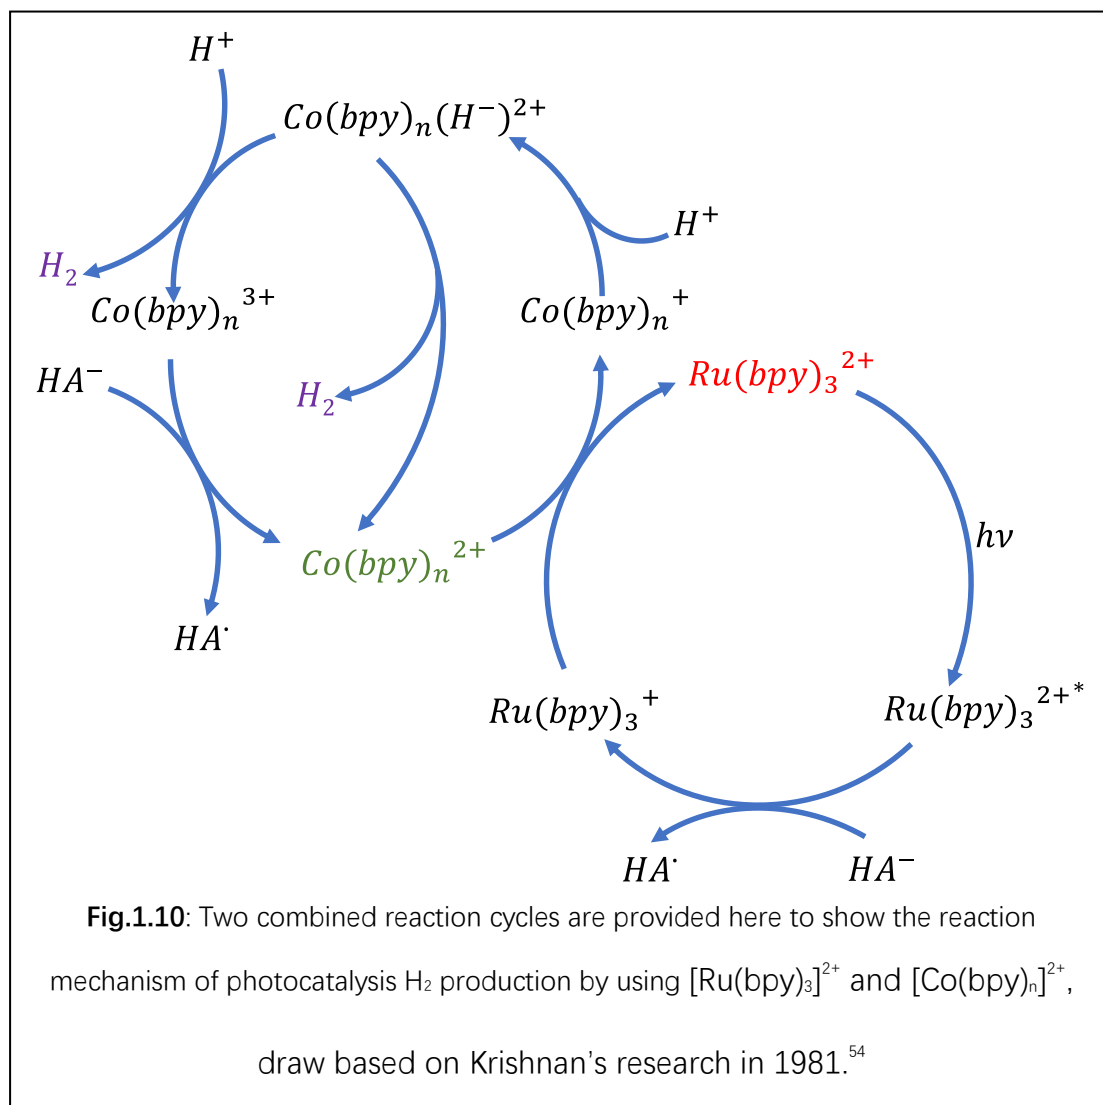 H⁺
Co(bpy)ₙ(H⁻)²⁺
H⁺
H₂
Co(bpy)ₙ³⁺
Co(bpy)ₙ⁺
HA⁻
H₂
Ru(bpy)₃²⁺
hν
Co(bpy)ₙ²⁺
HA·
Ru(bpy)₃⁺
Ru(bpy)₃²⁺*
HA·
HA⁻
Fig.1.10: Two combined reaction cycles are provided here to show the reaction
mechanism of photocatalysis H₂ production by using [Ru(bpy)₃]²⁺ and [Co(bpy)ₙ]²⁺,
draw based on Krishnan's research in 1981.⁵⁴